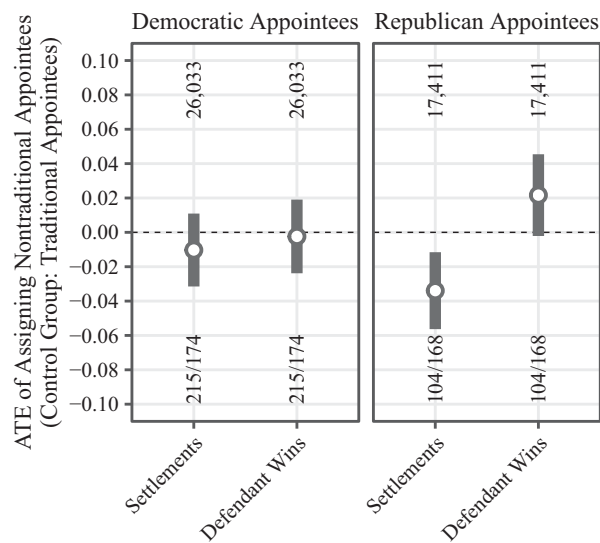 Democratic Appointees
Republican Appointees
ATE of Assigning Nontraditional Appointees
(Control Group: Traditional Appointees)
0.10
0.08
0.06
0.04
0.02
0.00
−0.02
−0.04
−0.06
−0.08
−0.10
26,033
26,033
17,411
17,411
215/174
215/174
104/168
104/168
Settlements
Defendant Wins
Settlements
Defendant Wins